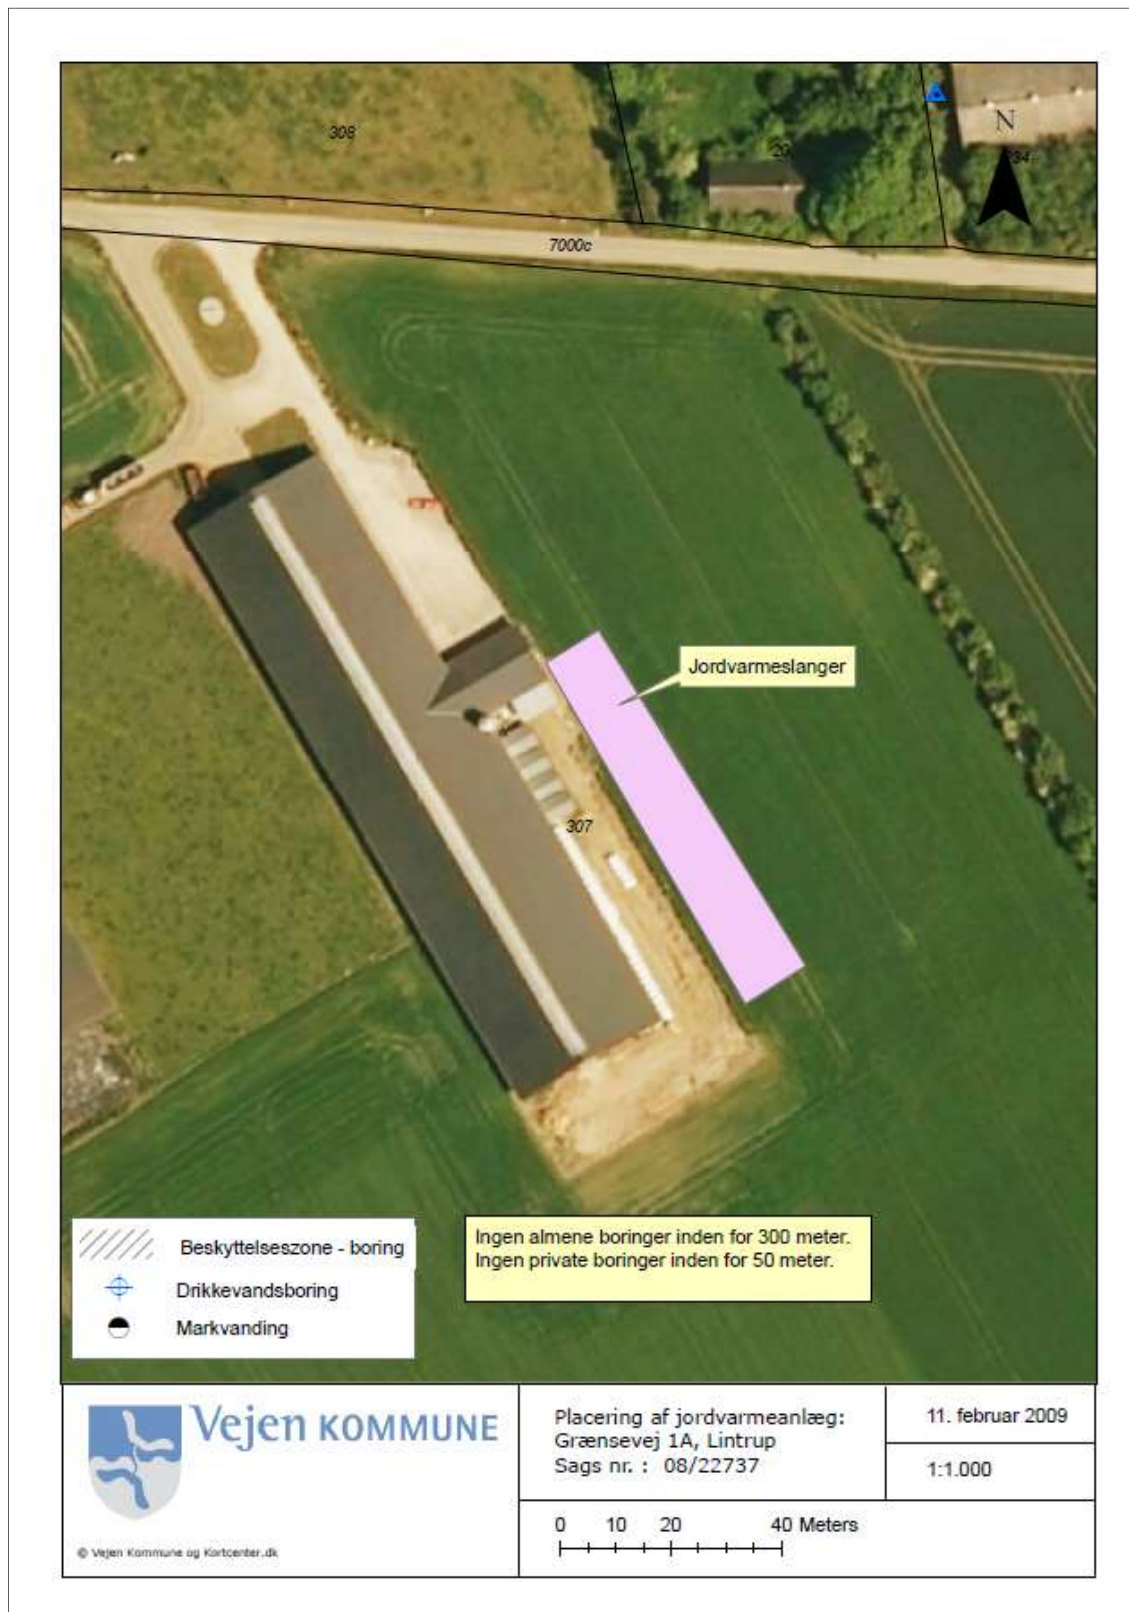 308
N
7000c
Jordvarmeslanger
307
Beskyttelseszone - boring
Drikkevandsboring
Markvanding
Ingen almene boringer inden for 300 meter.
Ingen private boringer inden for 50 meter.
Vejen KOMMUNE
© Vejen Kommune og Kortcenter.dk
Placering af jordvarmeanlæg:
Grænsevej 1A, Lintrup
Sags nr. : 08/22737
11. februar 2009
1:1.000
0 10 20 40 Meters